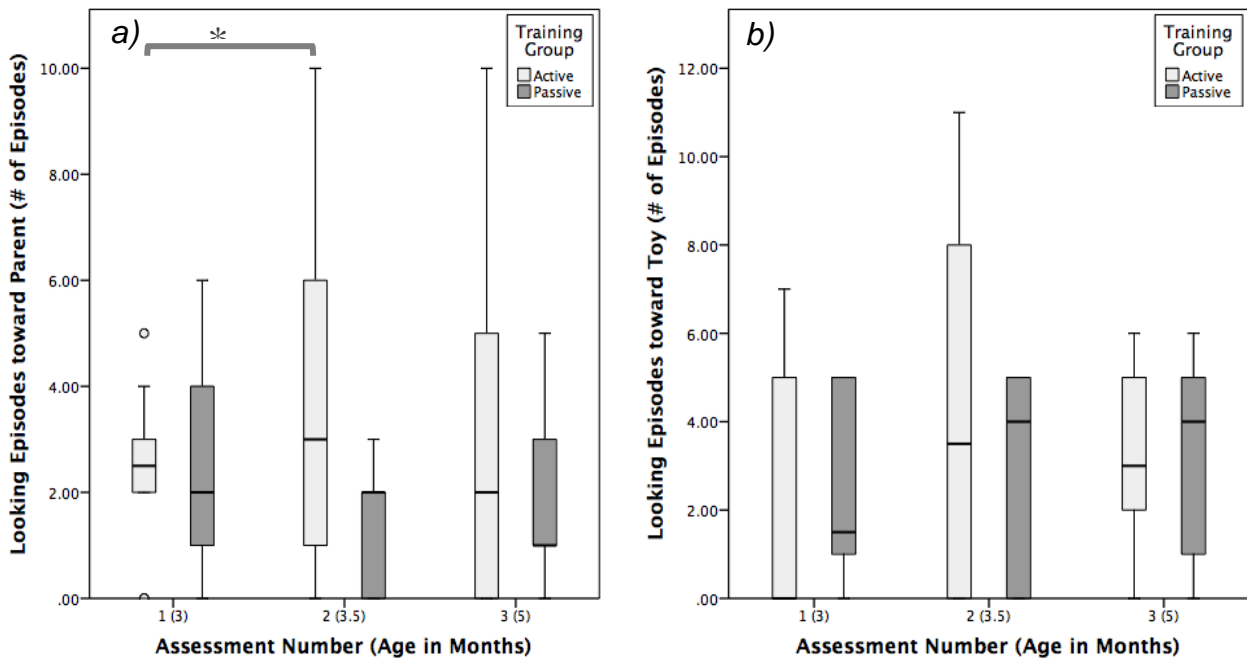 a)
*
Training
Group
Active
Passive
Looking Episodes toward Parent (# of Episodes)
10.00
8.00
6.00
4.00
2.00
.00
1 (3)
2 (3.5)
3 (5)
Assessment Number (Age in Months)
b)
Training
Group
Active
Passive
Looking Episodes toward Toy (# of Episodes)
12.00
10.00
8.00
6.00
4.00
2.00
.00
1 (3)
2 (3.5)
3 (5)
Assessment Number (Age in Months)